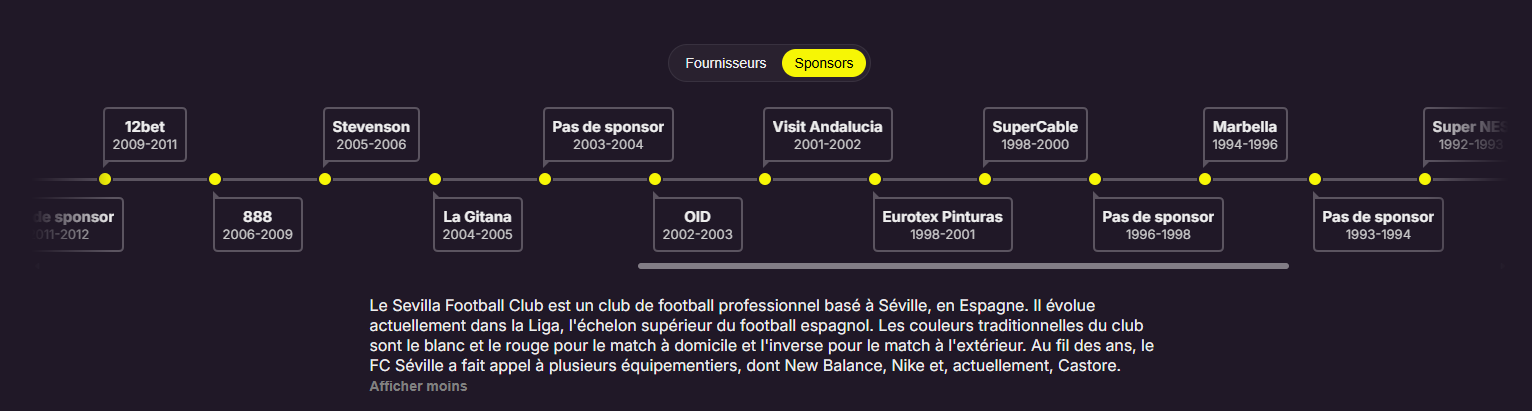 Fournisseurs
Sponsors
12bet
2009-2011
Stevenson
2005-2006
Pas de sponsor
2003-2004
Visit Andalucia
2001-2002
SuperCable
1998-2000
Marbella
1994-1996
Super NES
1992-1993
de sponsor
2011-2012
888
2006-2009
La Gitana
2004-2005
OID
2002-2003
Eurotex Pinturas
1998-2001
Pas de sponsor
1996-1998
Pas de sponsor
1993-1994
Le Sevilla Football Club est un club de football professionnel basé à Séville, en Espagne. Il évolue
actuellement dans la Liga, l'échelon supérieur du football espagnol. Les couleurs traditionnelles du club
sont le blanc et le rouge pour le match à domicile et l'inverse pour le match à l'extérieur. Au fil des ans, le
FC Séville a fait appel à plusieurs équipementiers, dont New Balance, Nike et, actuellement, Castore.
Afficher moins